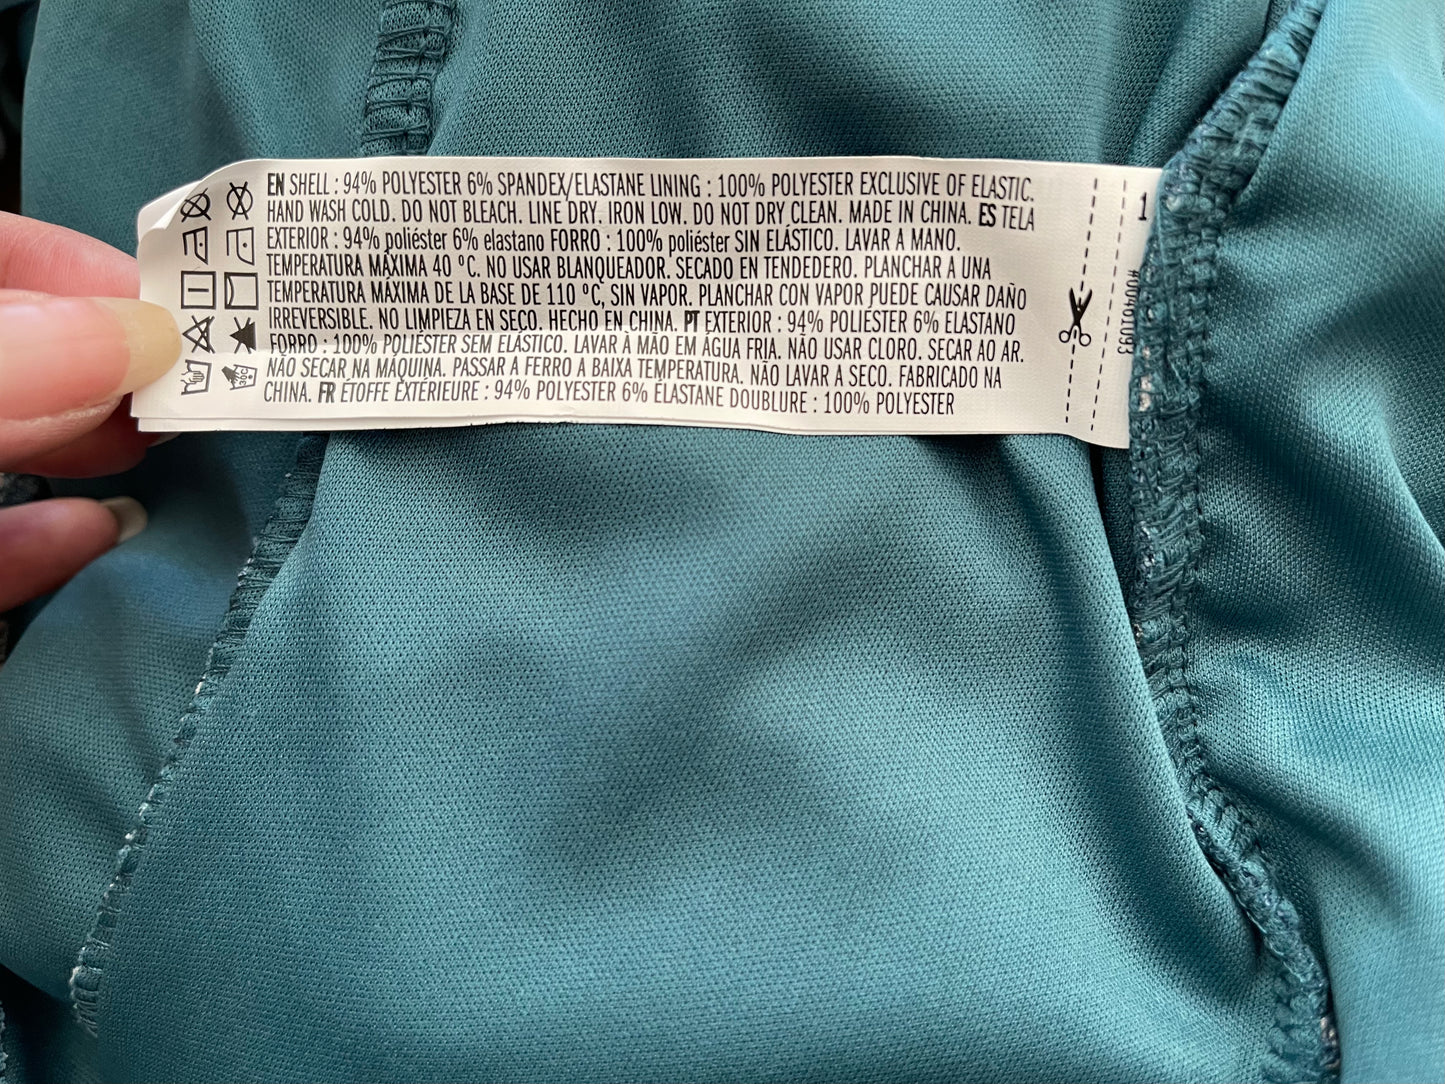 EN SHELL : 94% POLYESTER 6% SPANDEX/ELASTANE LINING : 100% POLYESTER EXCLUSIVE OF ELASTIC.
HAND WASH COLD. DO NOT BLEACH. LINE DRY. IRON LOW. DO NOT DRY CLEAN. MADE IN CHINA. ES TELA
EXTERIOR : 94% poliéster 6% elastano FORRO : 100% poliéster SIN ELÁSTICO. LAVAR A MANO.
TEMPERATURA MÁXIMA 40 ºC. NO USAR BLANQUEADOR. SECADO EN TENDEDERO. PLANCHAR A UNA
TEMPERATURA MÁXIMA DE LA BASE DE 110 ºC, SIN VAPOR. PLANCHAR CON VAPOR PUEDE CAUSAR DAÑO
IRREVERSIBLE. NO LIMPIEZA EN SECO. HECHO EN CHINA. PT EXTERIOR : 94% POLIÉSTER 6% ELASTANO
FORRO : 100% POLIÉSTER SEM ELÁSTICO. LAVAR À MÃO EM ÁGUA FRIA. NÃO USAR CLORO. SECAR AO AR.
NÃO SECAR NA MÁQUINA. PASSAR A FERRO A BAIXA TEMPERATURA. NÃO LAVAR A SECO. FABRICADO NA
CHINA. FR ÉTOFFE EXTÉRIEURE : 94% POLYESTER 6% ÉLASTANE DOUBLURE : 100% POLYESTER
30C
1